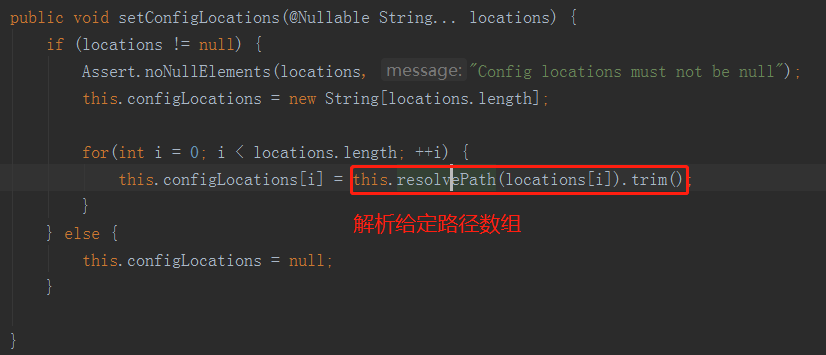 public void setConfigLocations(@Nullable String... locations) {
if (locations != null) {
Assert.noNullElements(locations, message: "Config locations must not be null");
this.configLocations = new String[locations.length];
for(int i = 0; i < locations.length; ++i) {
this.configLocations[i] = this.resolvePath(locations[i]).trim();
}
解析给定路径数组
} else {
this.configLocations = null;
}
}